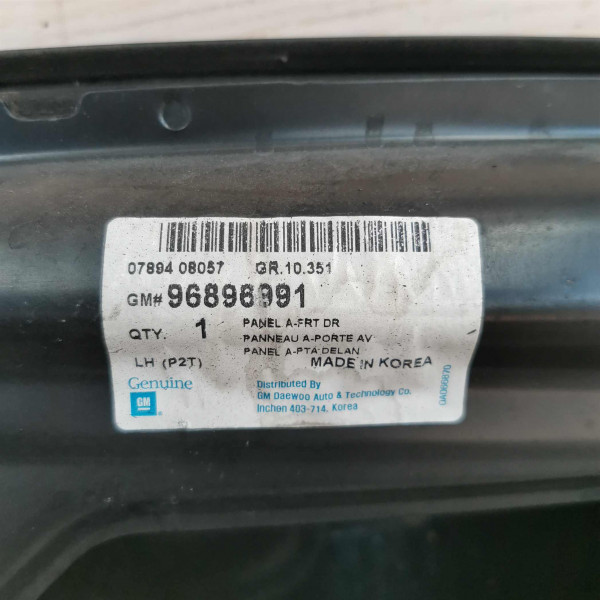 07894 08057 GR.10.351
GM# 96896991
QTY. 1 PANEL A-FRT DR
PANNEAU A-PORTE AV
PANEL A-PTA DELAN
LH (P2T) MADE IN KOREA
Genuine
GM
Distributed By
GM Daewoo Auto & Technology Co.
Incheon 403-714, Korea